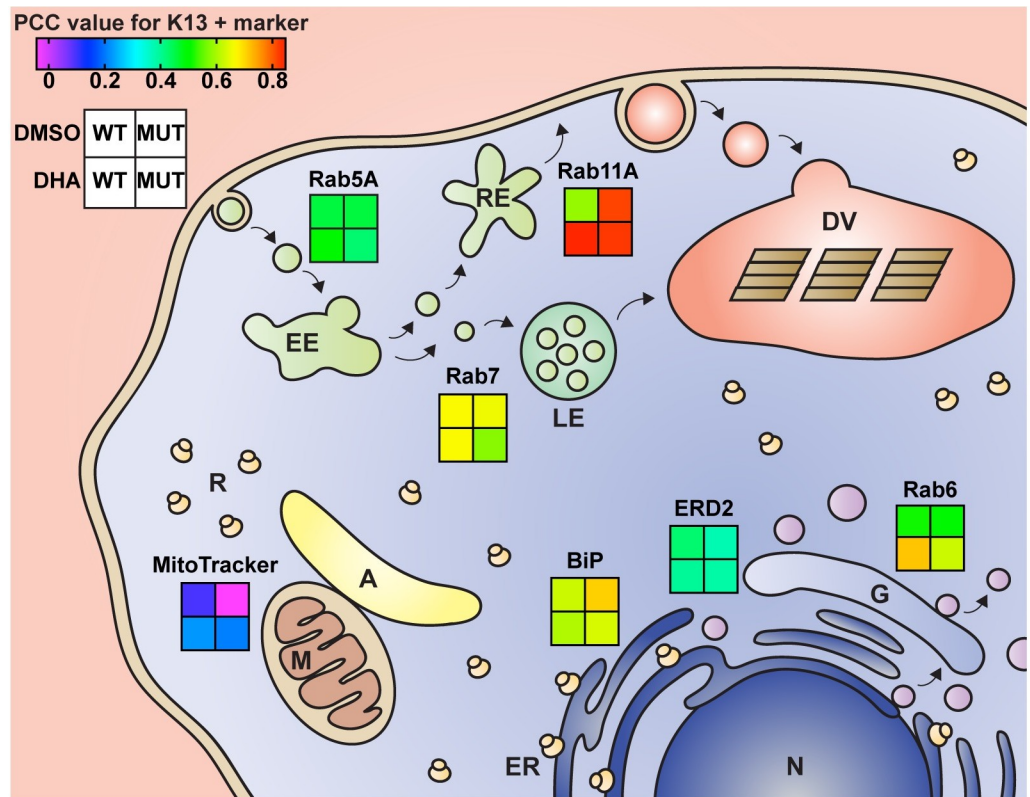 PCC value for K13 + marker
0 0.2 0.4 0.6 0.8
DMSO WT MUT
DHA WT MUT
Rab5A
RE
Rab11A
DV
EE
Rab7
LE
R
MitoTracker
A
M
BiP
ERD2
Rab6
G
ER
N